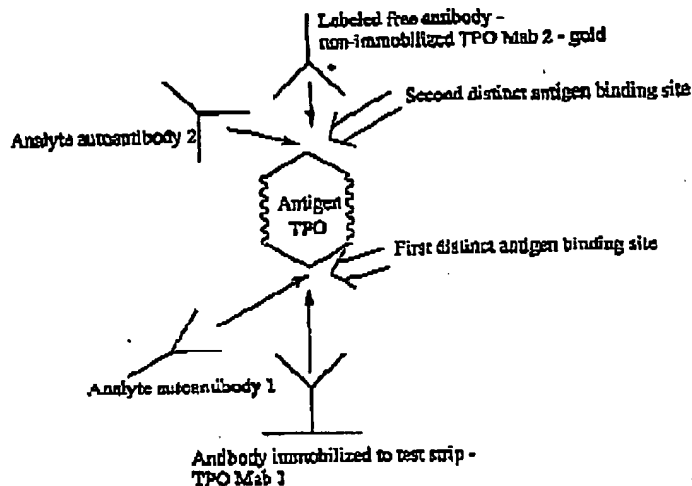 Labeled free antibody -
non-immobilized TPO Mab 2 - gold
Second distinct antigen binding site
Analyte autoantibody 2
Antigen
TPO
First distinct antigen binding site
Analyte autoantibody 1
Antibody immobilized to test strip -
TPO Mab 1